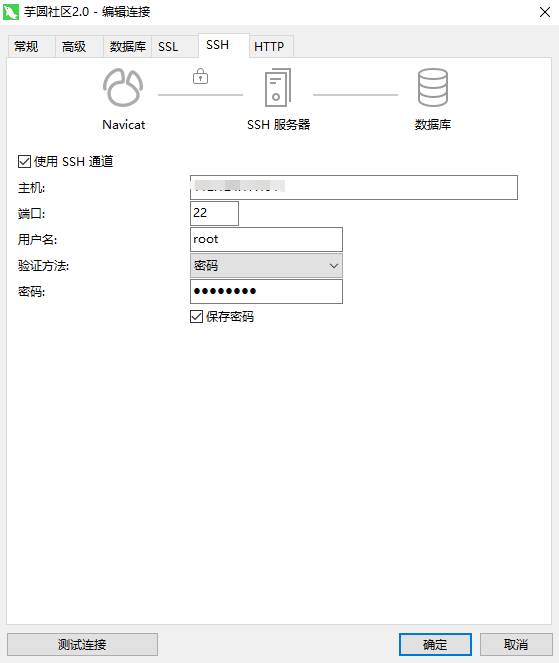 芋圆社区2.0 - 编辑连接
常规 高级 数据库 SSL SSH HTTP
Navicat SSH 服务器 数据库
使用 SSH 通道
主机:
端口: 22
用户名: root
验证方法: 密码
密码: ●●●●●●●●
保存密码
测试连接 确定 取消